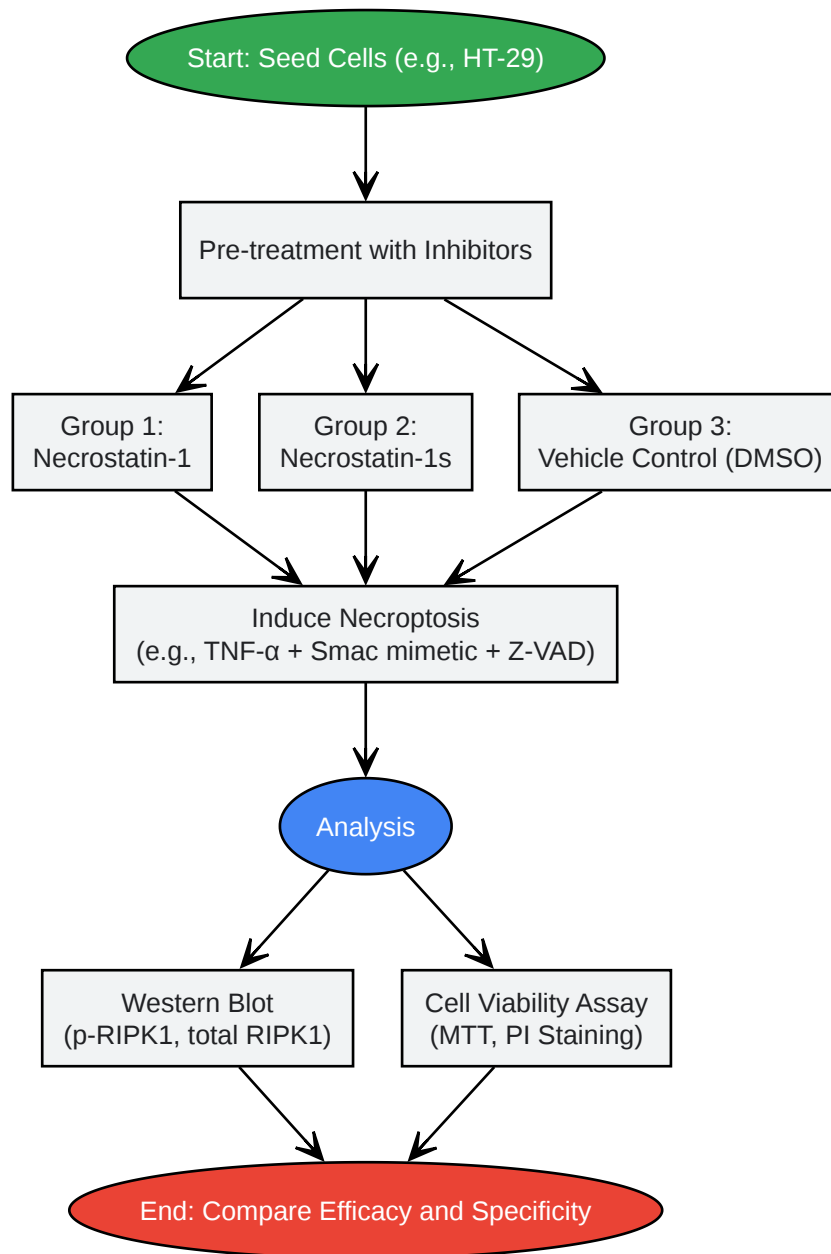 Start: Seed Cells (e.g., HT-29)
Pre-treatment with Inhibitors
Group 1:
Necrostatin-1
Group 2:
Necrostatin-1s
Group 3:
Vehicle Control (DMSO)
Induce Necroptosis
(e.g., TNF-α + Smac mimetic + Z-VAD)
Analysis
Western Blot
(p-RIPK1, total RIPK1)
Cell Viability Assay
(MTT, PI Staining)
End: Compare Efficacy and Specificity